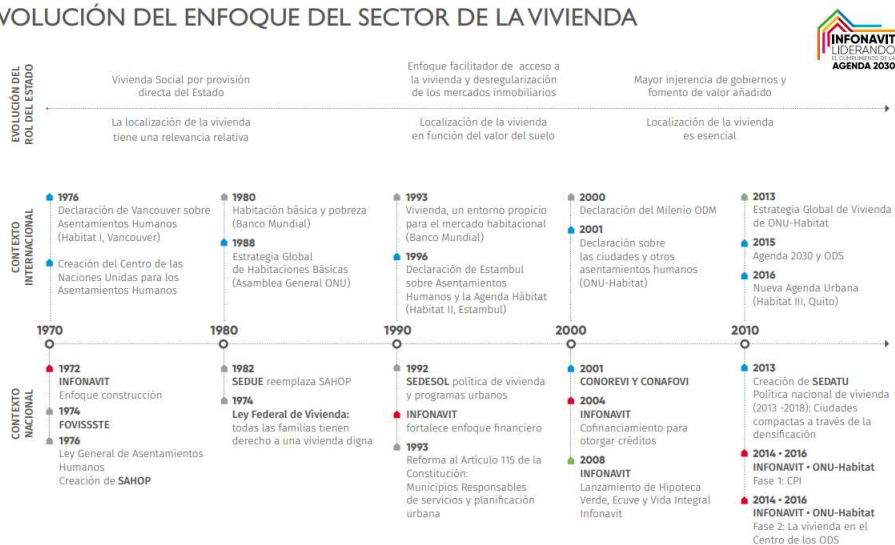 VOLUCIÓN DEL ENFOQUE DEL SECTOR DE LA VIVIENDA
INFONAVIT
LIDERANDO
EL CUMPLIMIENTO DE LA
AGENDA 2030
EVOLUCIÓN DEL
ROL DEL ESTADO
Vivienda Social por provisión
directa del Estado
Enfoque facilitador de acceso a
la vivienda y desregularización
de los mercados inmobiliarios
Mayor injerencia de gobiernos y
fomento de valor añadido
La localización de la vivienda
tiene una relevancia relativa
Localización de la vivienda
en función del valor del suelo
Localización de la vivienda
es esencial
CONTEXTO
INTERNACIONAL
1976
Declaración de Vancouver sobre
Asentamientos Humanos
(Habitat I, Vancouver)
Creación del Centro de las
Naciones Unidas para los
Asentamientos Humanos
1980
Habitación básica y pobreza
(Banco Mundial)
1988
Estrategia Global
de Habitaciones Básicas
(Asamblea General ONU)
1993
Vivienda, un entorno propicio
para el mercado habitacional
(Banco Mundial)
1996
Declaración de Estambul
sobre Asentamientos
Humanos y la Agenda Hábitat
(Habitat II, Estambul)
2000
Declaración del Milenio ODM
2001
Declaración sobre
las ciudades y otros
asentamientos humanos
(ONU-Habitat)
2013
Estrategia Global de Vivienda
de ONU-Habitat
2015
Agenda 2030 y ODS
2016
Nueva Agenda Urbana
(Habitat III, Quito)
1970
1980
1990
2000
2010
CONTEXTO
NACIONAL
1972
INFONAVIT
Enfoque construcción
1974
FOVISSSTE
1976
Ley General de Asentamientos
Humanos
Creación de SAHOP
1982
SEDUE reemplaza SAHOP
1974
Ley Federal de Vivienda:
todas las familias tienen
derecho a una vivienda digna
1992
SEDESOL política de vivienda
y programas urbanos
INFONAVIT
fortalece enfoque financiero
1993
Reforma al Artículo 115 de la
Constitución:
Municipios Responsables
de servicios y planificación
urbana
2001
CONOREVI Y CONAFOVI
2004
INFONAVIT
Cofinanciamiento para
otorgar créditos
2008
INFONAVIT
Lanzamiento de Hipoteca
Verde, Ecuve y Vida Integral
Infonavit
2013
Creación de SEDATU
Política nacional de vivienda
(2013 -2018): Ciudades
compactas a través de la
densificación
2014 • 2016
INFONAVIT • ONU-Habitat
Fase 1: CPI
2014 • 2016
INFONAVIT • ONU-Habitat
Fase 2: La vivienda en el
Centro de los ODS